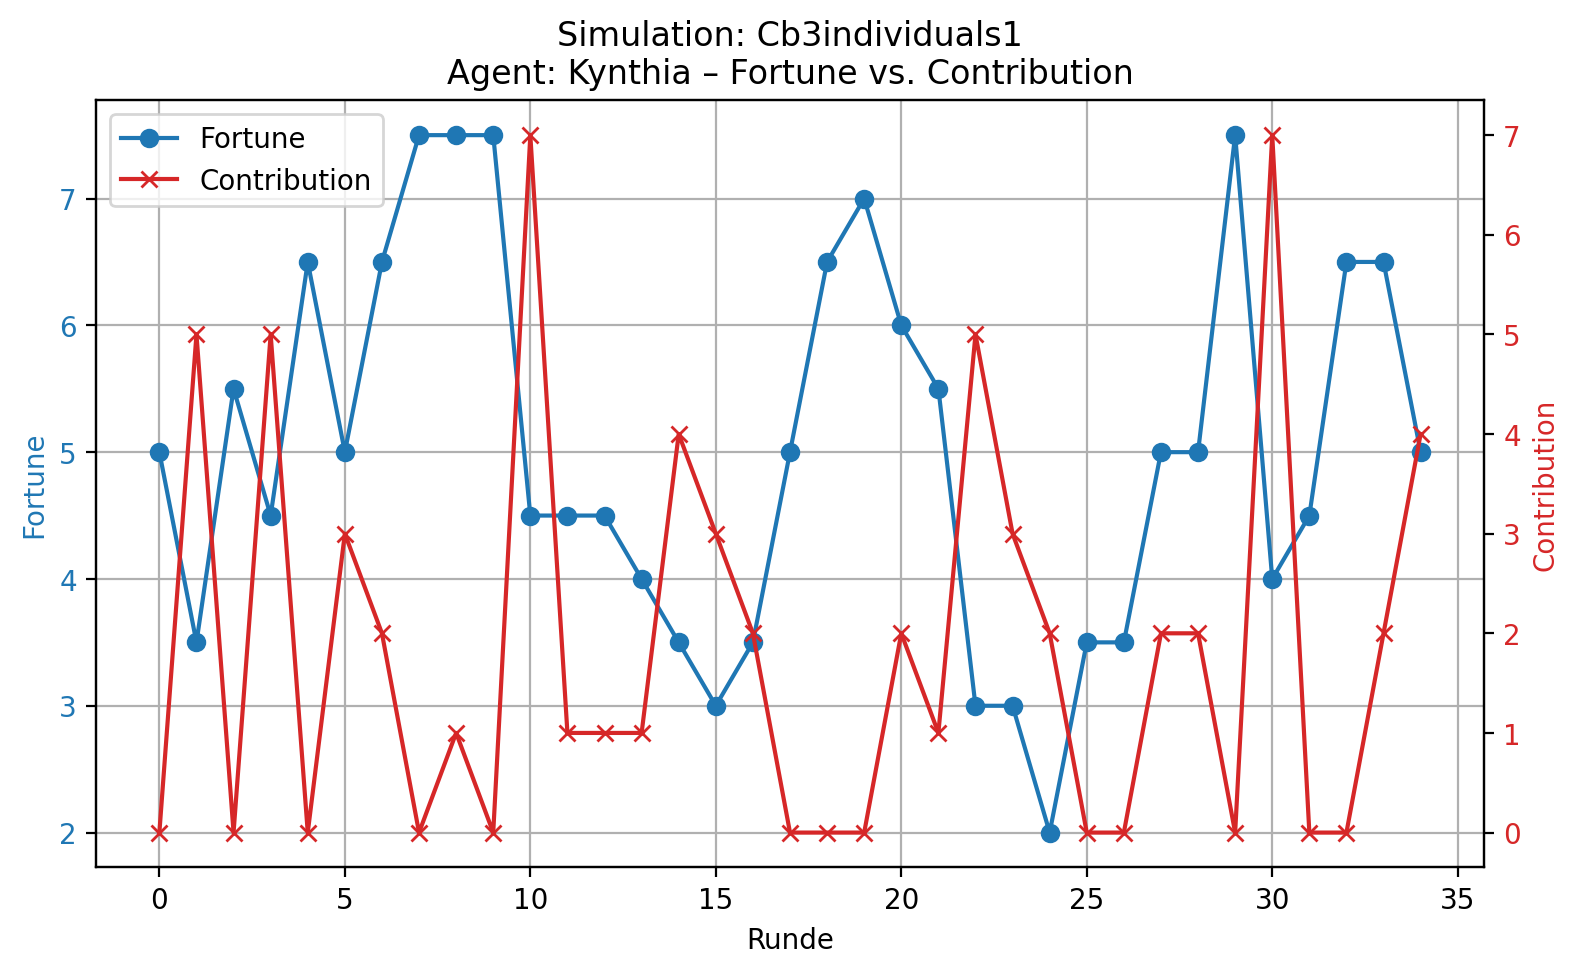 Simulation: Cb3individuals1
Agent: Kynthia – Fortune vs. Contribution
Fortune
Contribution
7
6
5
4
3
2
Fortune
7
6
5
4
3
2
1
0
Contribution
0 5 10 15 20 25 30 35
Runde